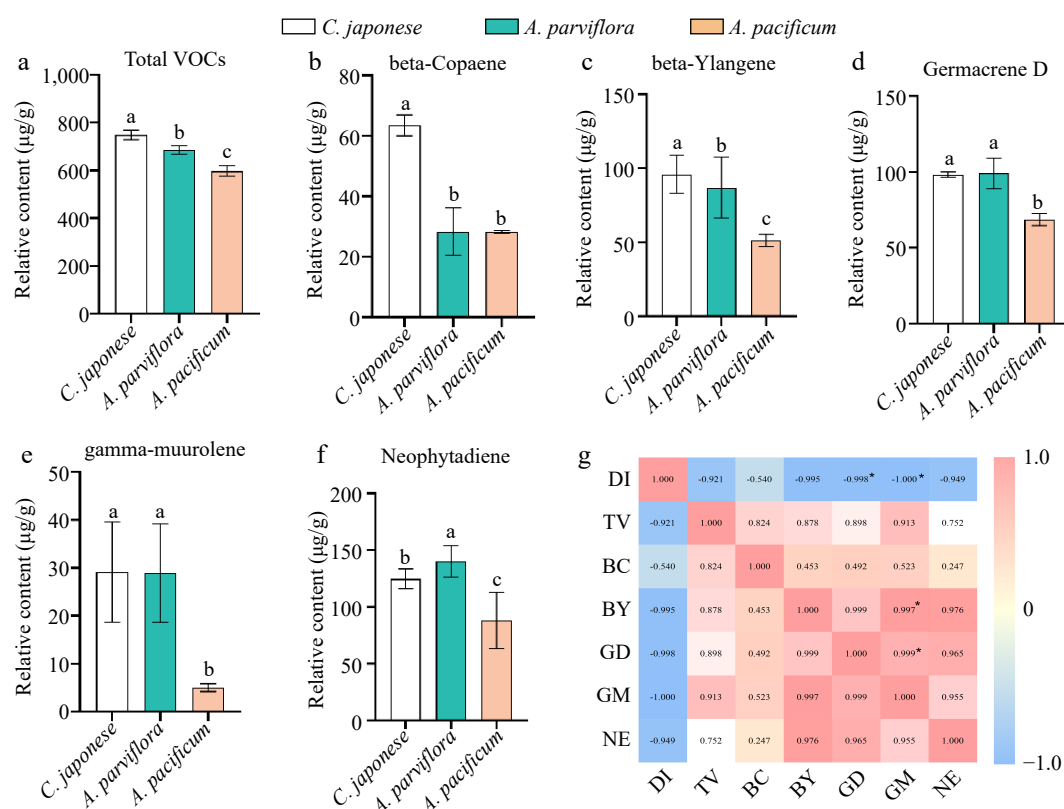 C. japonese A. parviflora A. pacificum
a Total VOCs
Relative content (µg/g)
1,000
800
600
400
200
0
a b c
C. japonese A. parviflora A. pacificum
b beta-Copaene
Relative content (µg/g)
60
40
20
0
a b b
C. japonese A. parviflora A. pacificum
c beta-Ylangene
Relative content (µg/g)
150
100
50
0
a b c
C. japonese A. parviflora A. pacificum
d Germacrene D
Relative content (µg/g)
150
100
50
0
a a b
C. japonese A. parviflora A. pacificum
e gamma-muurolene
Relative content (µg/g)
50
40
30
20
10
0
a a b
C. japonese A. parviflora A. pacificum
f Neophytadiene
Relative content (µg/g)
200
150
100
50
0
b a c
C. japonese A. parviflora A. pacificum
g
DI 1.000 -0.921 -0.540 -0.995 -0.998* -1.000* -0.949
TV -0.921 1.000 0.824 0.878 0.898 0.913 0.752
BC -0.540 0.824 1.000 0.453 0.492 0.523 0.247
BY -0.995 0.878 0.453 1.000 0.999 0.997* 0.976
GD -0.998 0.898 0.492 0.999 1.000 0.999* 0.965
GM -1.000 0.913 0.523 0.997 0.999 1.000 0.955
NE -0.949 0.752 0.247 0.976 0.965 0.955 1.000
DI TV BC BY GD GM NE
1.0
0
−1.0